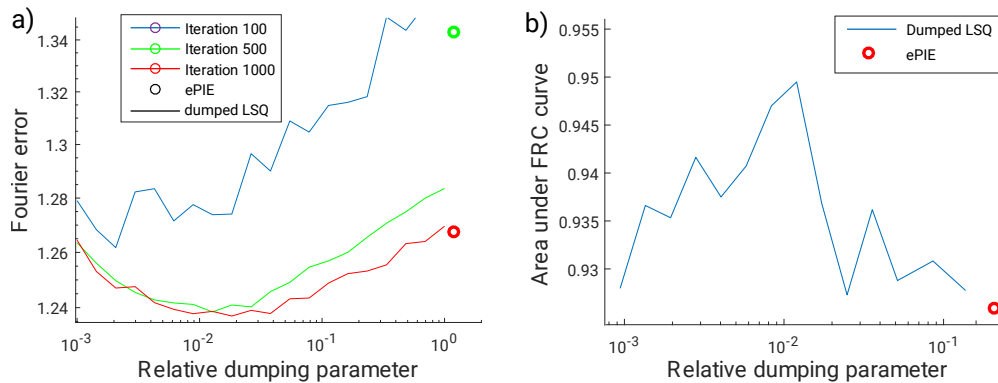 a)
Fourier error
1.34
1.32
1.3
1.28
1.26
1.24
Iteration 100
Iteration 500
Iteration 1000
ePIE
dumped LSQ
10⁻³
10⁻²
10⁻¹
10⁰
Relative dumping parameter
b)
Area under FRC curve
0.955
0.95
0.945
0.94
0.935
0.93
Dumped LSQ
ePIE
10⁻³
10⁻²
10⁻¹
Relative dumping parameter